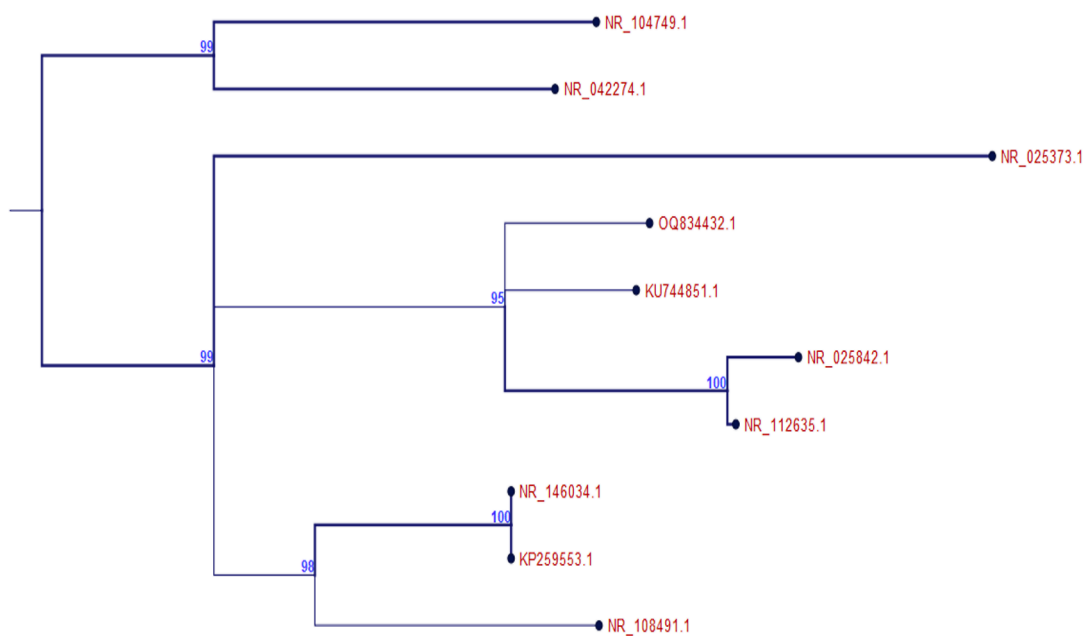 NR_104749.1
99
NR_042274.1
NR_025373.1
OQ834432.1
KU744851.1
95
NR_025842.1
99
100
NR_112635.1
NR_146034.1
100
KP259553.1
98
NR_108491.1